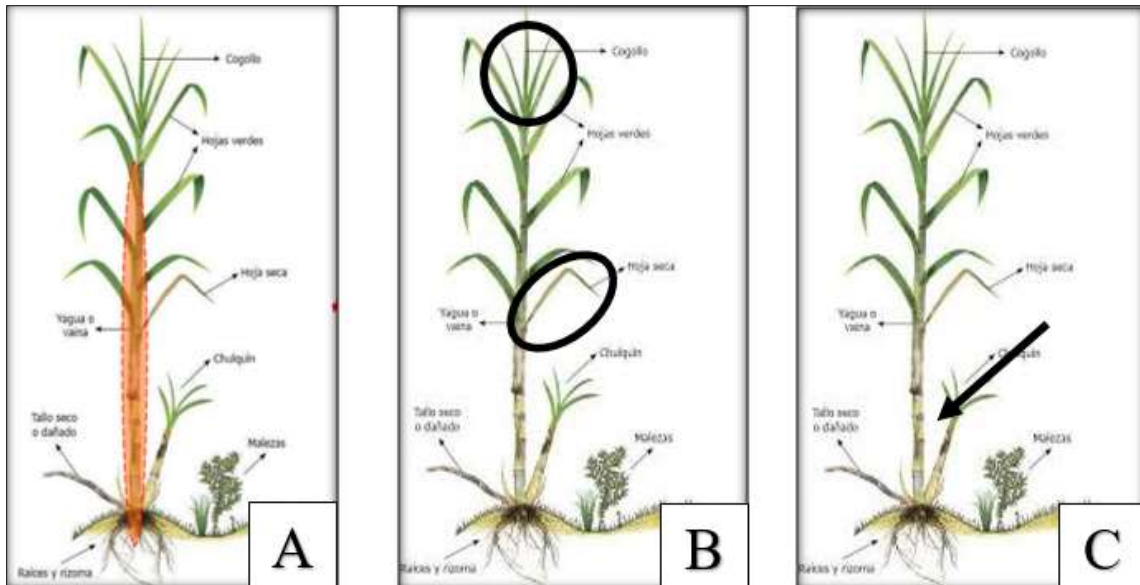 Cogollo
Hojas verdes
Hoja seca
Yagua o
vaina
Chulquín
Tallo seco
o dañado
Malezas
Raíces y rizoma
A
Cogollo
Hojas verdes
Hoja seca
Yagua o
vaina
Chulquín
Tallo seco
o dañado
Malezas
Raíces y rizoma
B
Cogollo
Hojas verdes
Hoja seca
Yagua o
vaina
Chulquín
Tallo seco
o dañado
Malezas
Raíces y rizoma
C